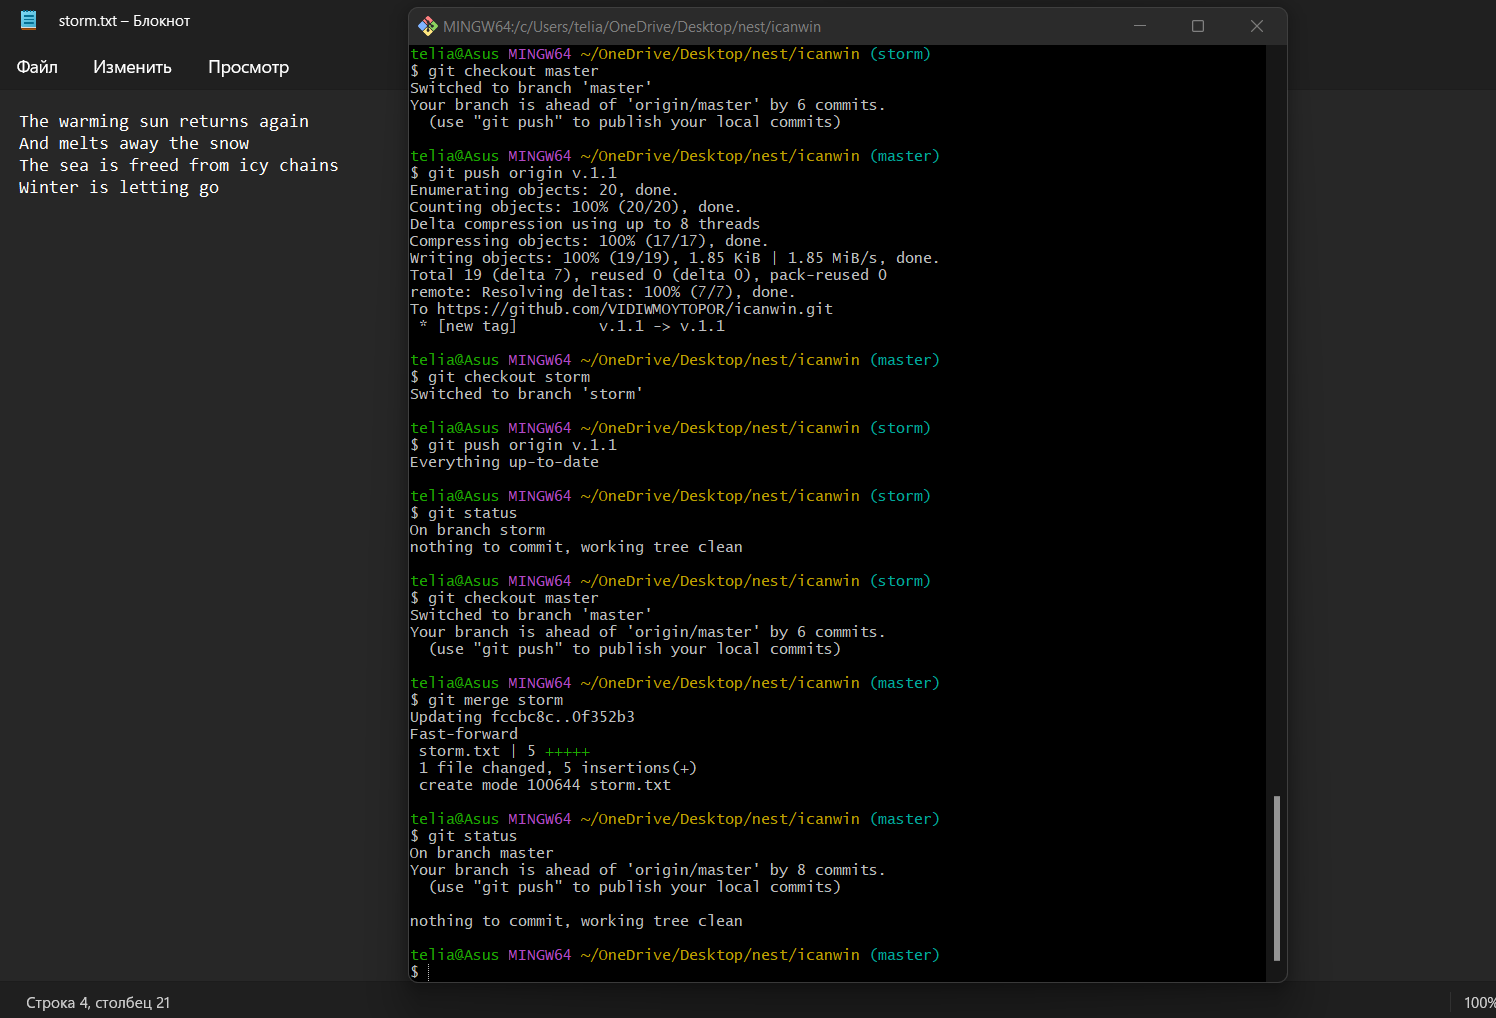 storm.txt – Блокнот
Файл Изменить Просмотр
The warming sun returns again
And melts away the snow
The sea is freed from icy chains
Winter is letting go
Строка 4, столбец 21
100%
MINGW64:/c/Users/telia/OneDrive/Desktop/nest/icanwin
telia@Asus MINGW64 ~/OneDrive/Desktop/nest/icanwin (storm)
$ git checkout master
Switched to branch 'master'
Your branch is ahead of 'origin/master' by 6 commits.
  (use "git push" to publish your local commits)
telia@Asus MINGW64 ~/OneDrive/Desktop/nest/icanwin (master)
$ git push origin v.1.1
Enumerating objects: 20, done.
Counting objects: 100% (20/20), done.
Delta compression using up to 8 threads
Compressing objects: 100% (17/17), done.
Writing objects: 100% (19/19), 1.85 KiB | 1.85 MiB/s, done.
Total 19 (delta 7), reused 0 (delta 0), pack-reused 0
remote: Resolving deltas: 100% (7/7), done.
To https://github.com/VIDIWMOYTOPOR/icanwin.git
 * [new tag]         v.1.1 -> v.1.1
telia@Asus MINGW64 ~/OneDrive/Desktop/nest/icanwin (master)
$ git checkout storm
Switched to branch 'storm'
telia@Asus MINGW64 ~/OneDrive/Desktop/nest/icanwin (storm)
$ git push origin v.1.1
Everything up-to-date
telia@Asus MINGW64 ~/OneDrive/Desktop/nest/icanwin (storm)
$ git status
On branch storm
nothing to commit, working tree clean
telia@Asus MINGW64 ~/OneDrive/Desktop/nest/icanwin (storm)
$ git checkout master
Switched to branch 'master'
Your branch is ahead of 'origin/master' by 6 commits.
  (use "git push" to publish your local commits)
telia@Asus MINGW64 ~/OneDrive/Desktop/nest/icanwin (master)
$ git merge storm
Updating fccbc8c..0f352b3
Fast-forward
 storm.txt | 5 +++++
 1 file changed, 5 insertions(+)
 create mode 100644 storm.txt
telia@Asus MINGW64 ~/OneDrive/Desktop/nest/icanwin (master)
$ git status
On branch master
Your branch is ahead of 'origin/master' by 8 commits.
  (use "git push" to publish your local commits)
nothing to commit, working tree clean
telia@Asus MINGW64 ~/OneDrive/Desktop/nest/icanwin (master)
$